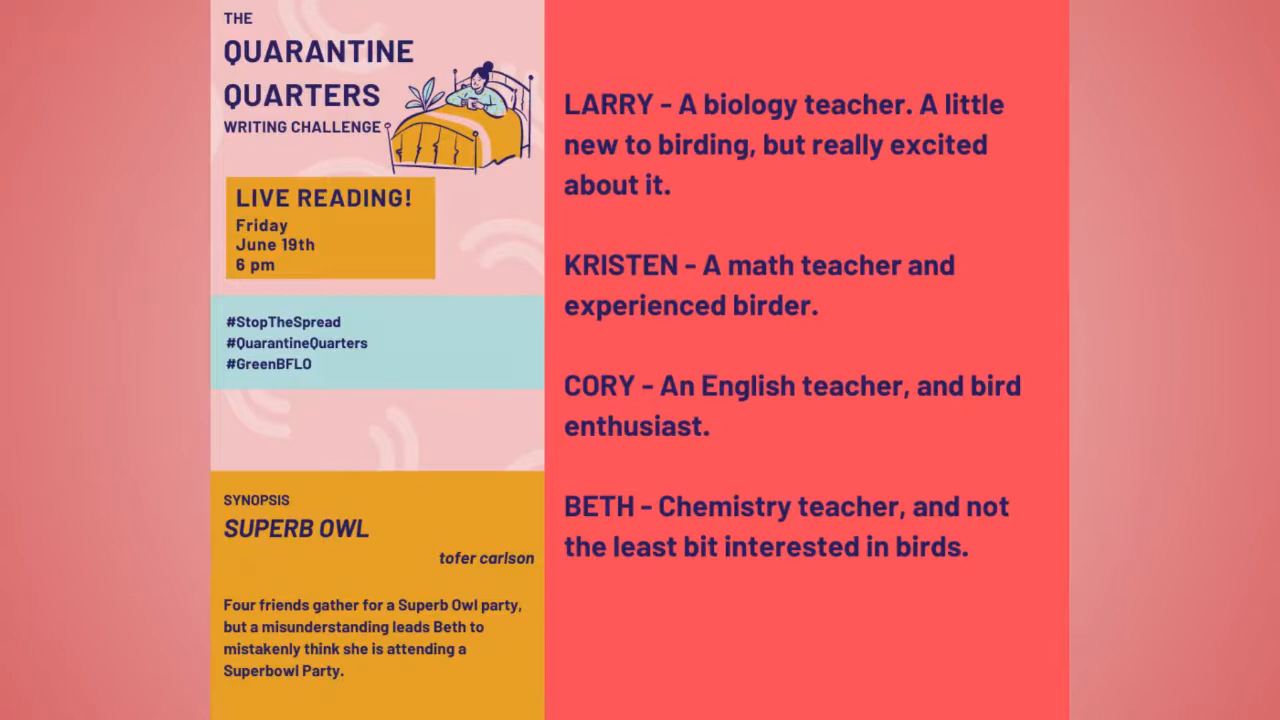 THE
QUARANTINE
QUARTERS
WRITING CHALLENGE
LIVE READING!
Friday
June 19th
6 pm
#StopTheSpread
#QuarantineQuarters
#GreenBFLO
SYNOPSIS
SUPERB OWL
tofer carlson
Four friends gather for a Superb Owl party,
but a misunderstanding leads Beth to
mistakenly think she is attending a
Superbowl Party.
LARRY - A biology teacher. A little
new to birding, but really excited
about it.
KRISTEN - A math teacher and
experienced birder.
CORY - An English teacher, and bird
enthusiast.
BETH - Chemistry teacher, and not
the least bit interested in birds.